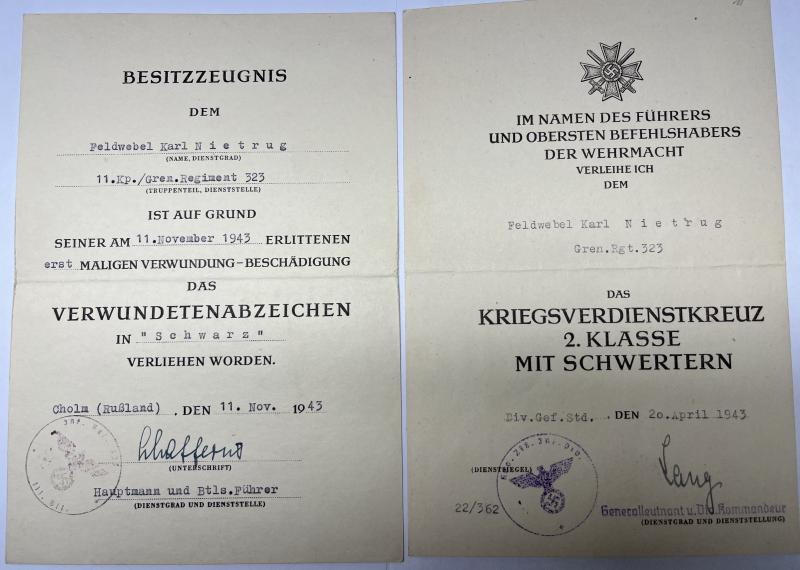 BESITZZEUGNIS
DEM
Feldwebel Karl N i e t r u g
(NAME, DIENSTGRAD)
11.Kp./Gren.Regiment 323
(TRUPPENTEIL, DIENSTSTELLE)
IST AUF GRUND
SEINER AM 11.November 1943 ERLITTENEN
erst MALIGEN VERWUNDUNG-BESCHÄDIGUNG
DAS
VERWUNDETENABZEICHEN
IN "S c h w a r z"
VERLIEHEN WORDEN.
Cholm (Rußland) , DEN 11. Nov. 1943
(UNTERSCHRIFT)
Hauptmann und Btls.Führer
(DIENSTGRAD UND DIENSTSTELLE)
IM NAMEN DES FÜHRERS
UND OBERSTEN BEFEHLSHABERS
DER WEHRMACHT
VERLEIHE ICH
DEM
Feldwebel Karl N i e t r u g
Gren.Rgt.323
DAS
KRIEGSVERDIENSTKREUZ
2. KLASSE
MIT SCHWERTERN
Div.Gef.Std. , DEN 20.April 1943
(DIENSTSIEGEL)
Lang
22/362
Generalleutnant u. Div. Kommandeur
(DIENSTGRAD UND DIENSTSTELLUNG)